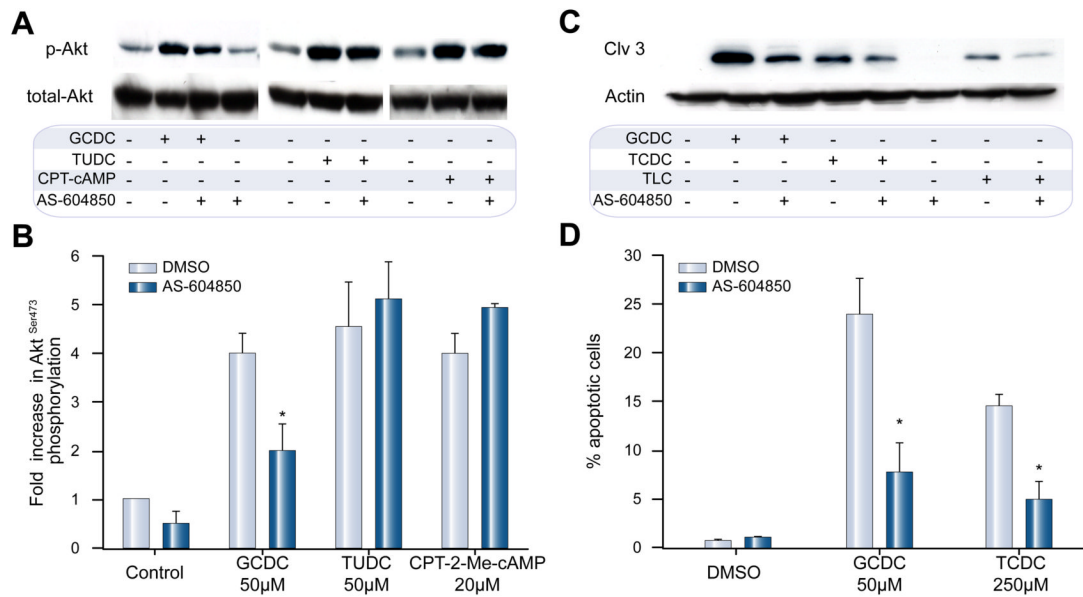 A
p-Akt
total-Akt
GCDC - + + - - - - - - -
TUDC - - - - - + + - - -
CPT-cAMP - - - - - - - - + +
AS-604850 - - + + - - + - - +
B
Fold increase in Akt Ser473
phosphorylation
6
5
4
3
2
1
0
DMSO
AS-604850
*
Control
GCDC
50µM
TUDC
50µM
CPT-2-Me-cAMP
20µM
C
Clv 3
Actin
GCDC - + + - - - - -
TCDC - - - + + - - -
TLC - - - - - - + +
AS-604850 - - + - + + - +
D
% apoptotic cells
30
25
20
15
10
5
0
DMSO
AS-604850
*
*
DMSO
GCDC
50µM
TCDC
250µM